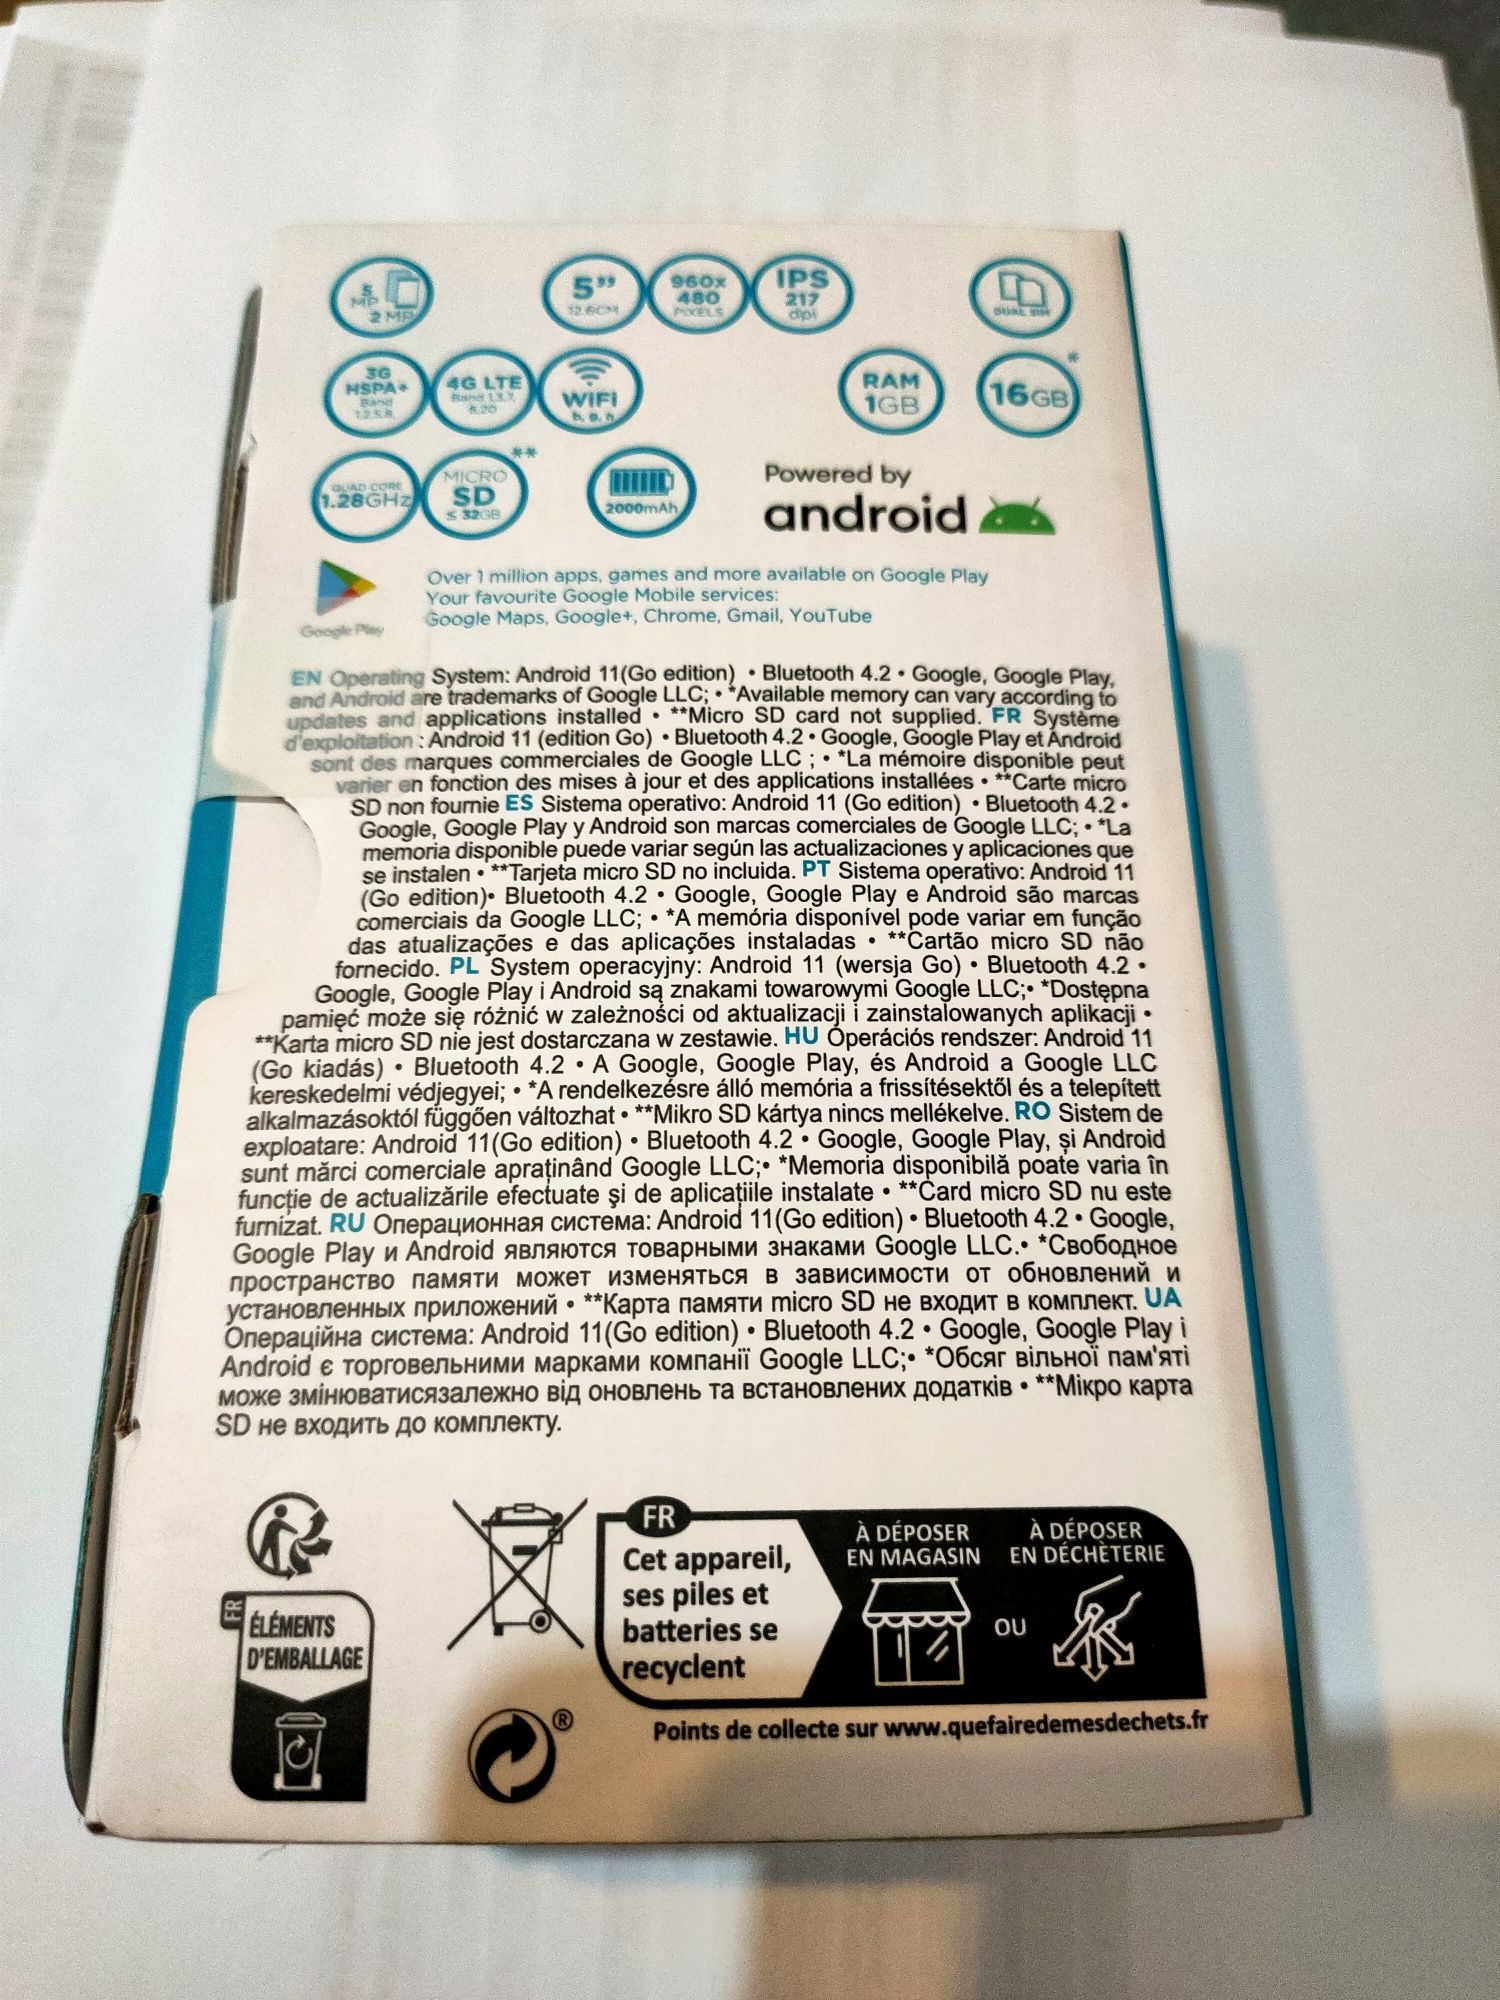 5 MP
2 MP
5”
12.6CM
960x
480
PIXELS
IPS
217
dpi
DUAL SIM
3G
HSPA+
Band
1,2,5,8,
4G LTE
Band 1,3,7,
8,20
WIFI
b, g, n
RAM
1GB
16GB*
QUAD CORE
1.28GHz
MICRO
SD**
≤ 32GB
2000mAh
Powered by
android
Google Play
Over 1 million apps, games and more available on Google Play
Your favourite Google Mobile services:
Google Maps, Google+, Chrome, Gmail, YouTube
EN Operating System: Android 11(Go edition) • Bluetooth 4.2 • Google, Google Play,
and Android are trademarks of Google LLC; • *Available memory can vary according to
updates and applications installed • **Micro SD card not supplied. FR Système
d'exploitation : Android 11 (edition Go) • Bluetooth 4.2 • Google, Google Play et Android
sont des marques commerciales de Google LLC ; • *La mémoire disponible peut
varier en fonction des mises à jour et des applications installées • **Carte micro
SD non fournie ES Sistema operativo: Android 11 (Go edition) • Bluetooth 4.2 •
Google, Google Play y Android son marcas comerciales de Google LLC; • *La
memoria disponible puede variar según las actualizaciones y aplicaciones que
se instalen • **Tarjeta micro SD no incluida. PT Sistema operativo: Android 11
(Go edition)• Bluetooth 4.2 • Google, Google Play e Android são marcas
comerciais da Google LLC; • *A memória disponível pode variar em função
das atualizações e das aplicações instaladas • **Cartão micro SD não
fornecido. PL System operacyjny: Android 11 (wersja Go) • Bluetooth 4.2 •
Google, Google Play i Android są znakami towarowymi Google LLC;• *Dostępna
pamięć może się różnić w zależności od aktualizacji i zainstalowanych aplikacji •
**Karta micro SD nie jest dostarczana w zestawie. HU Operációs rendszer: Android 11
(Go kiadás) • Bluetooth 4.2 • A Google, Google Play, és Android a Google LLC
kereskedelmi védjegyei; • *A rendelkezésre álló memória a frissítésektől és a telepített
alkalmazásoktól függően változhat • **Mikro SD kártya nincs mellékelve. RO Sistem de
exploatare: Android 11(Go edition) • Bluetooth 4.2 • Google, Google Play, și Android
sunt mărci comerciale apraținând Google LLC;• *Memoria disponibilă poate varia în
funcție de actualizările efectuate şi de aplicațiile instalate • **Card micro SD nu este
furnizat. RU Операционная система: Android 11(Go edition) • Bluetooth 4.2 • Google,
Google Play и Android являются товарными знаками Google LLC.• *Свободное
пространство памяти может изменяться в зависимости от обновлений и
установленных приложений • **Карта памяти micro SD не входит в комплект. UA
Операційна система: Android 11(Go edition) • Bluetooth 4.2 • Google, Google Play і
Android є торговельними марками компанії Google LLC;• *Обсяг вільної пам'яті
може змінюватисязалежно від оновлень та встановлених додатків • **Мікро карта
SD не входить до комплекту.
FR
ÉLÉMENTS
D'EMBALLAGE
FR
Cet appareil,
ses piles et
batteries se
recyclent
À DÉPOSER
EN MAGASIN
OU
À DÉPOSER
EN DÉCHÈTERIE
®
Points de collecte sur www.quefairedemesdechets.fr